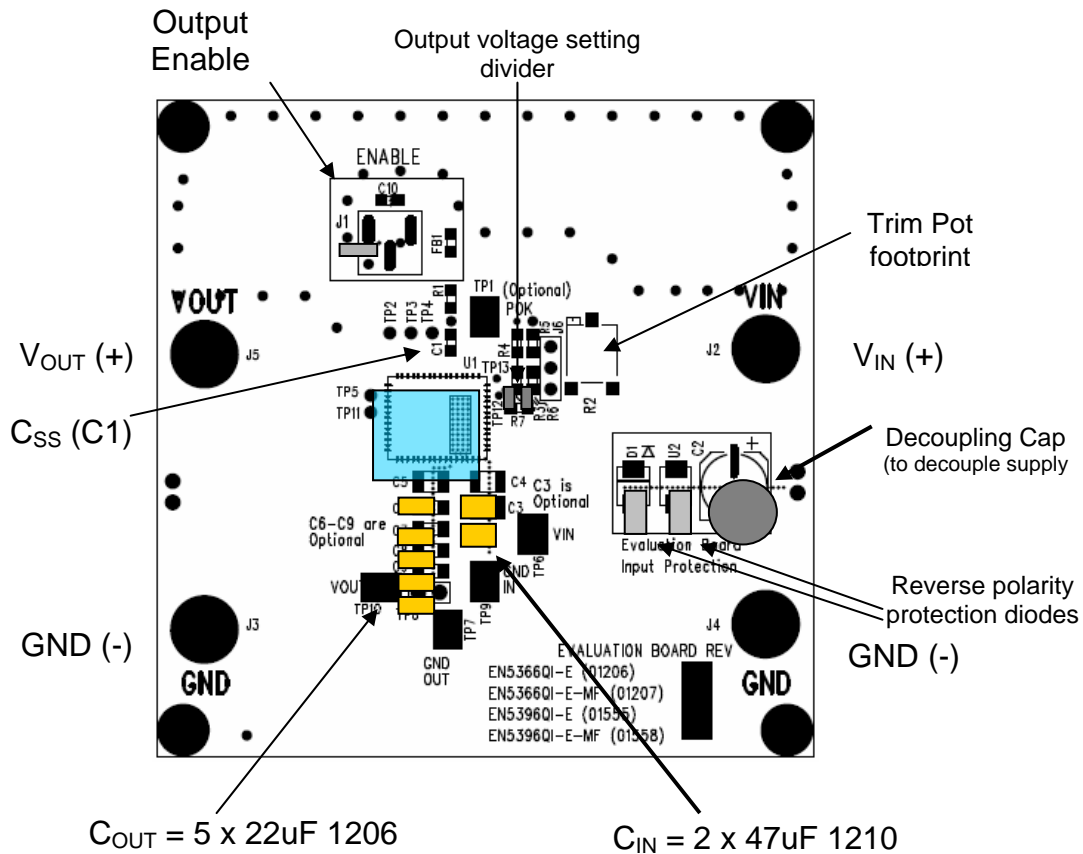 Output
Enable
Output voltage setting
divider
ENABLE
C10
J1
FB1
Trim Pot
footprint
R1
TP1
(Optional)
POK
VOUT
VIN
TP2
TP3
TP4
C1
R4
R5
J6
VOUT (+)
J5
J2
VIN (+)
U1
TP13
TP5
TP11
TP12
R7
R3
R6
R2
CSS (C1)
D1
U2
C2
+
Decoupling Cap
(to decouple supply
C5
C4
C3
C3 is
Optional
C6-C9 are
Optional
VIN
TP6
Evaluation Board
Input Protection
VOUT
TP10
GND
IN
TP9
TP7
Reverse polarity
protection diodes
J3
J4
GND (-)
GND (-)
GND
OUT
EVALUATION BOARD REV
EN5366QI-E (01206)
EN5366QI-E-MF (01207)
EN5396QI-E (01555)
EN5396QI-E-MF (01558)
GND
GND
COUT = 5 x 22uF 1206
CIN = 2 x 47uF 1210